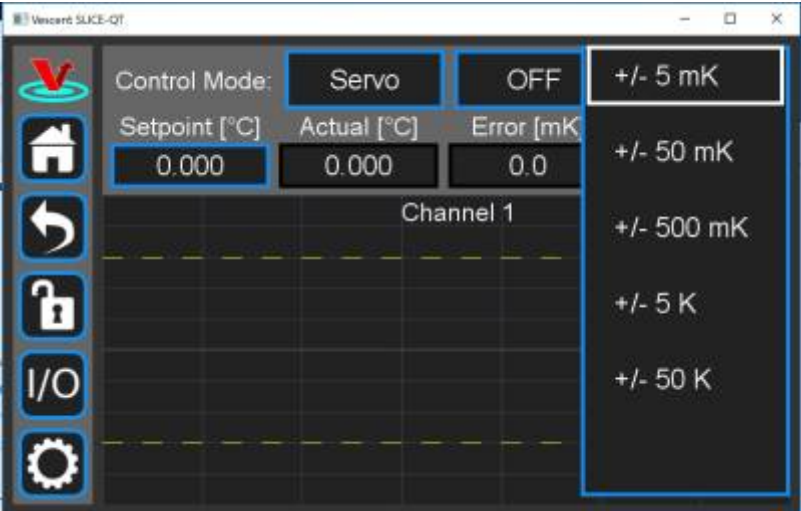 Vescent SLICE-QT
Control Mode: Servo OFF
+/- 5 mK
Setpoint [°C] Actual [°C] Error [mK
0.000 0.000 0.0
+/- 50 mK
Channel 1
+/- 500 mK
+/- 5 K
I/O
+/- 50 K